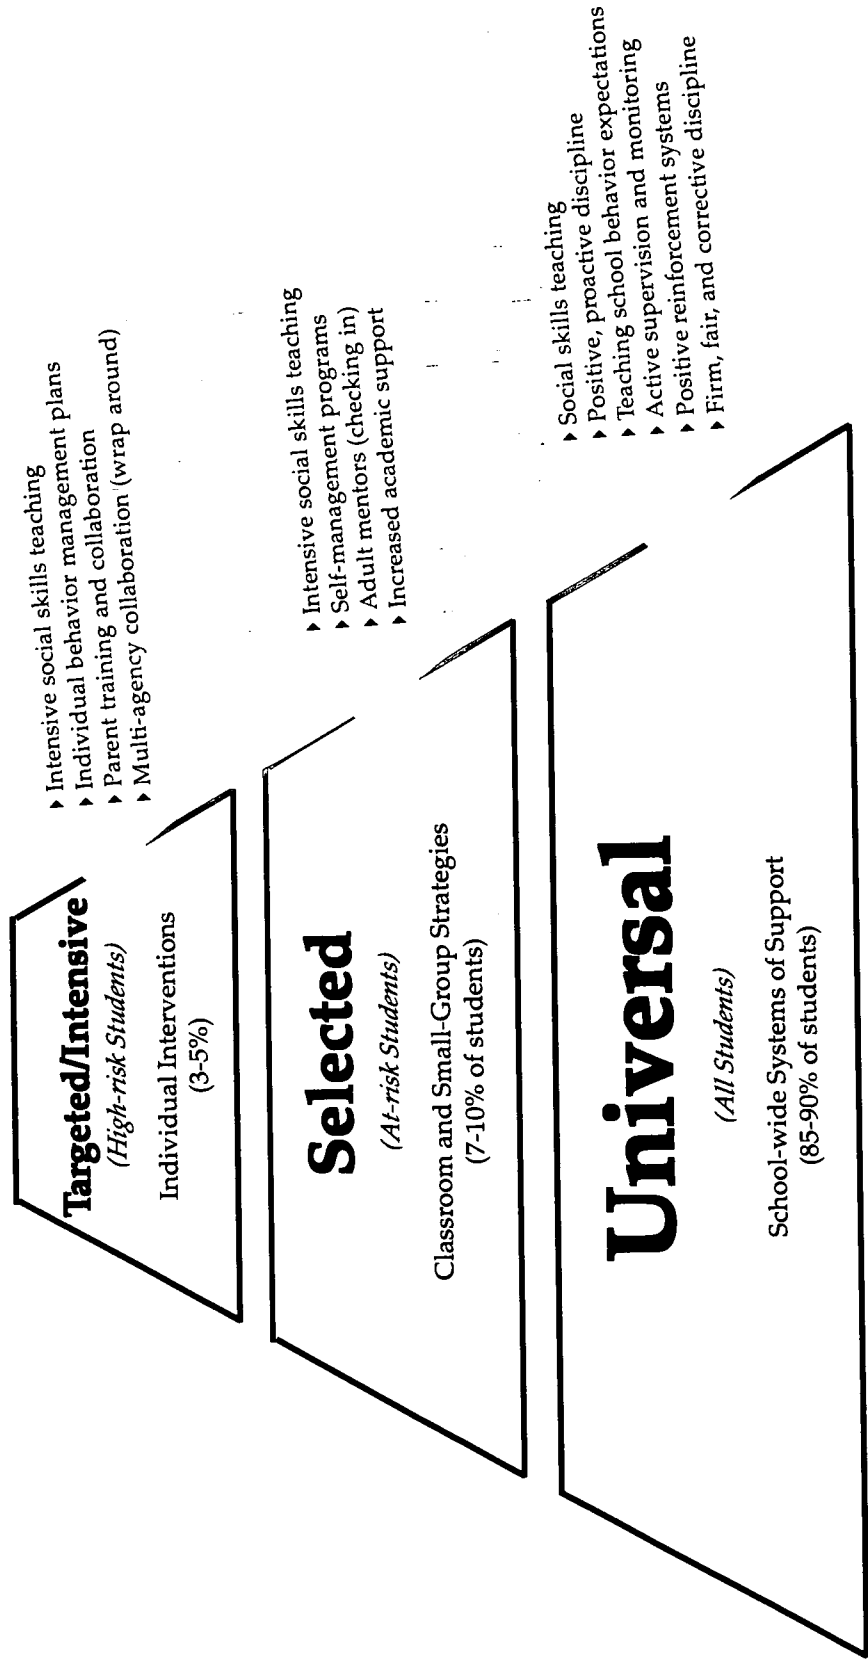 Targeted/Intensive
(High-risk Students)
Individual Interventions
(3-5%)
▸ Intensive social skills teaching
▸ Individual behavior management plans
▸ Parent training and collaboration
▸ Multi-agency collaboration (wrap around)
Selected
(At-risk Students)
Classroom and Small-Group Strategies
(7-10% of students)
▸ Intensive social skills teaching
▸ Self-management programs
▸ Adult mentors (checking in)
▸ Increased academic support
Universal
(All Students)
School-wide Systems of Support
(85-90% of students)
▸ Social skills teaching
▸ Positive, proactive discipline
▸ Teaching school behavior expectations
▸ Active supervision and monitoring
▸ Positive reinforcement systems
▸ Firm, fair, and corrective discipline